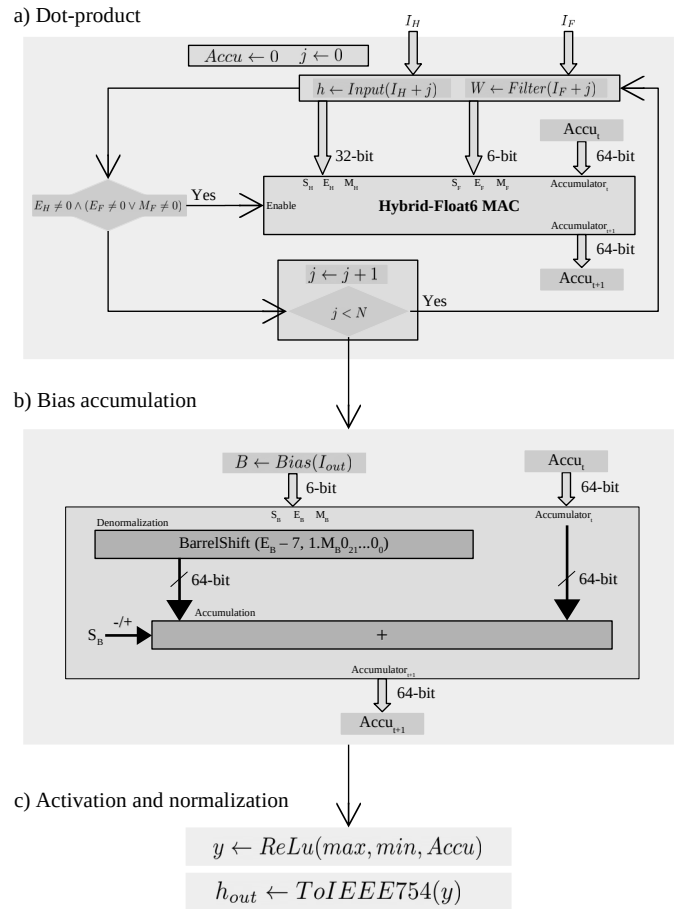 a) Dot-product
I_H I_F
Accu ← 0 j ← 0
h ← Input(I_H + j) W ← Filter(I_F + j)
Accu_t
32-bit 6-bit 64-bit
S_H E_H M_H S_F E_F M_F Accumulator_t
Yes
E_H ≠ 0 ∧ (E_F ≠ 0 ∨ M_F ≠ 0) Enable Hybrid-Float6 MAC
Accumulator_t+1
64-bit
j ← j + 1 Accu_t+1
Yes
j < N
b) Bias accumulation
B ← Bias(I_out) Accu_t
6-bit 64-bit
S_B E_B M_B Accumulator_t
Denormalization
BarrelShift (E_B – 7, 1.M_B0_21...0_0)
64-bit 64-bit
Accumulation
-/+
S_B +
Accumulator_t+1
64-bit
Accu_t+1
c) Activation and normalization
y ← ReLu(max, min, Accu)
h_out ← ToIEEE754(y)